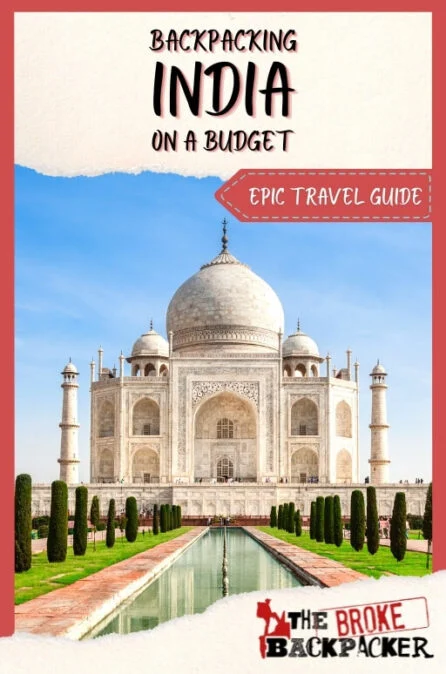 BACKPACKING
INDIA
ON A BUDGET
EPIC TRAVEL GUIDE
THE BROKE
BACKPACKER